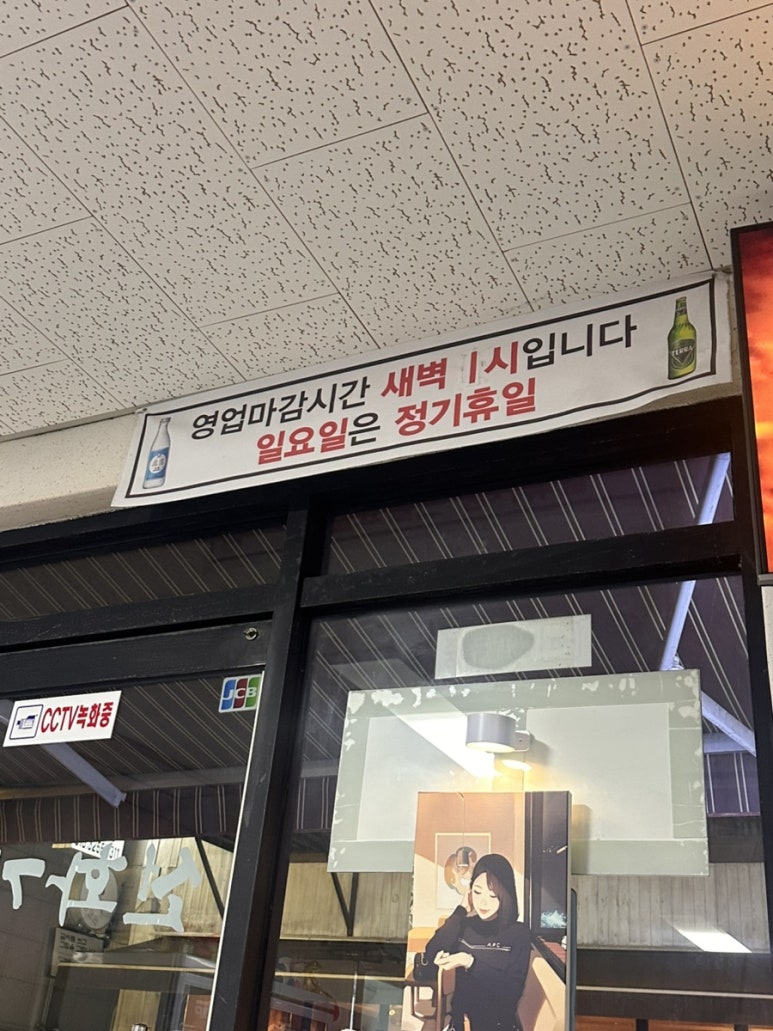 영업마감시간 새벽 1시입니다
일요일은 정기휴일
TERRA
JCB
CCTV녹화중
A.P.C.